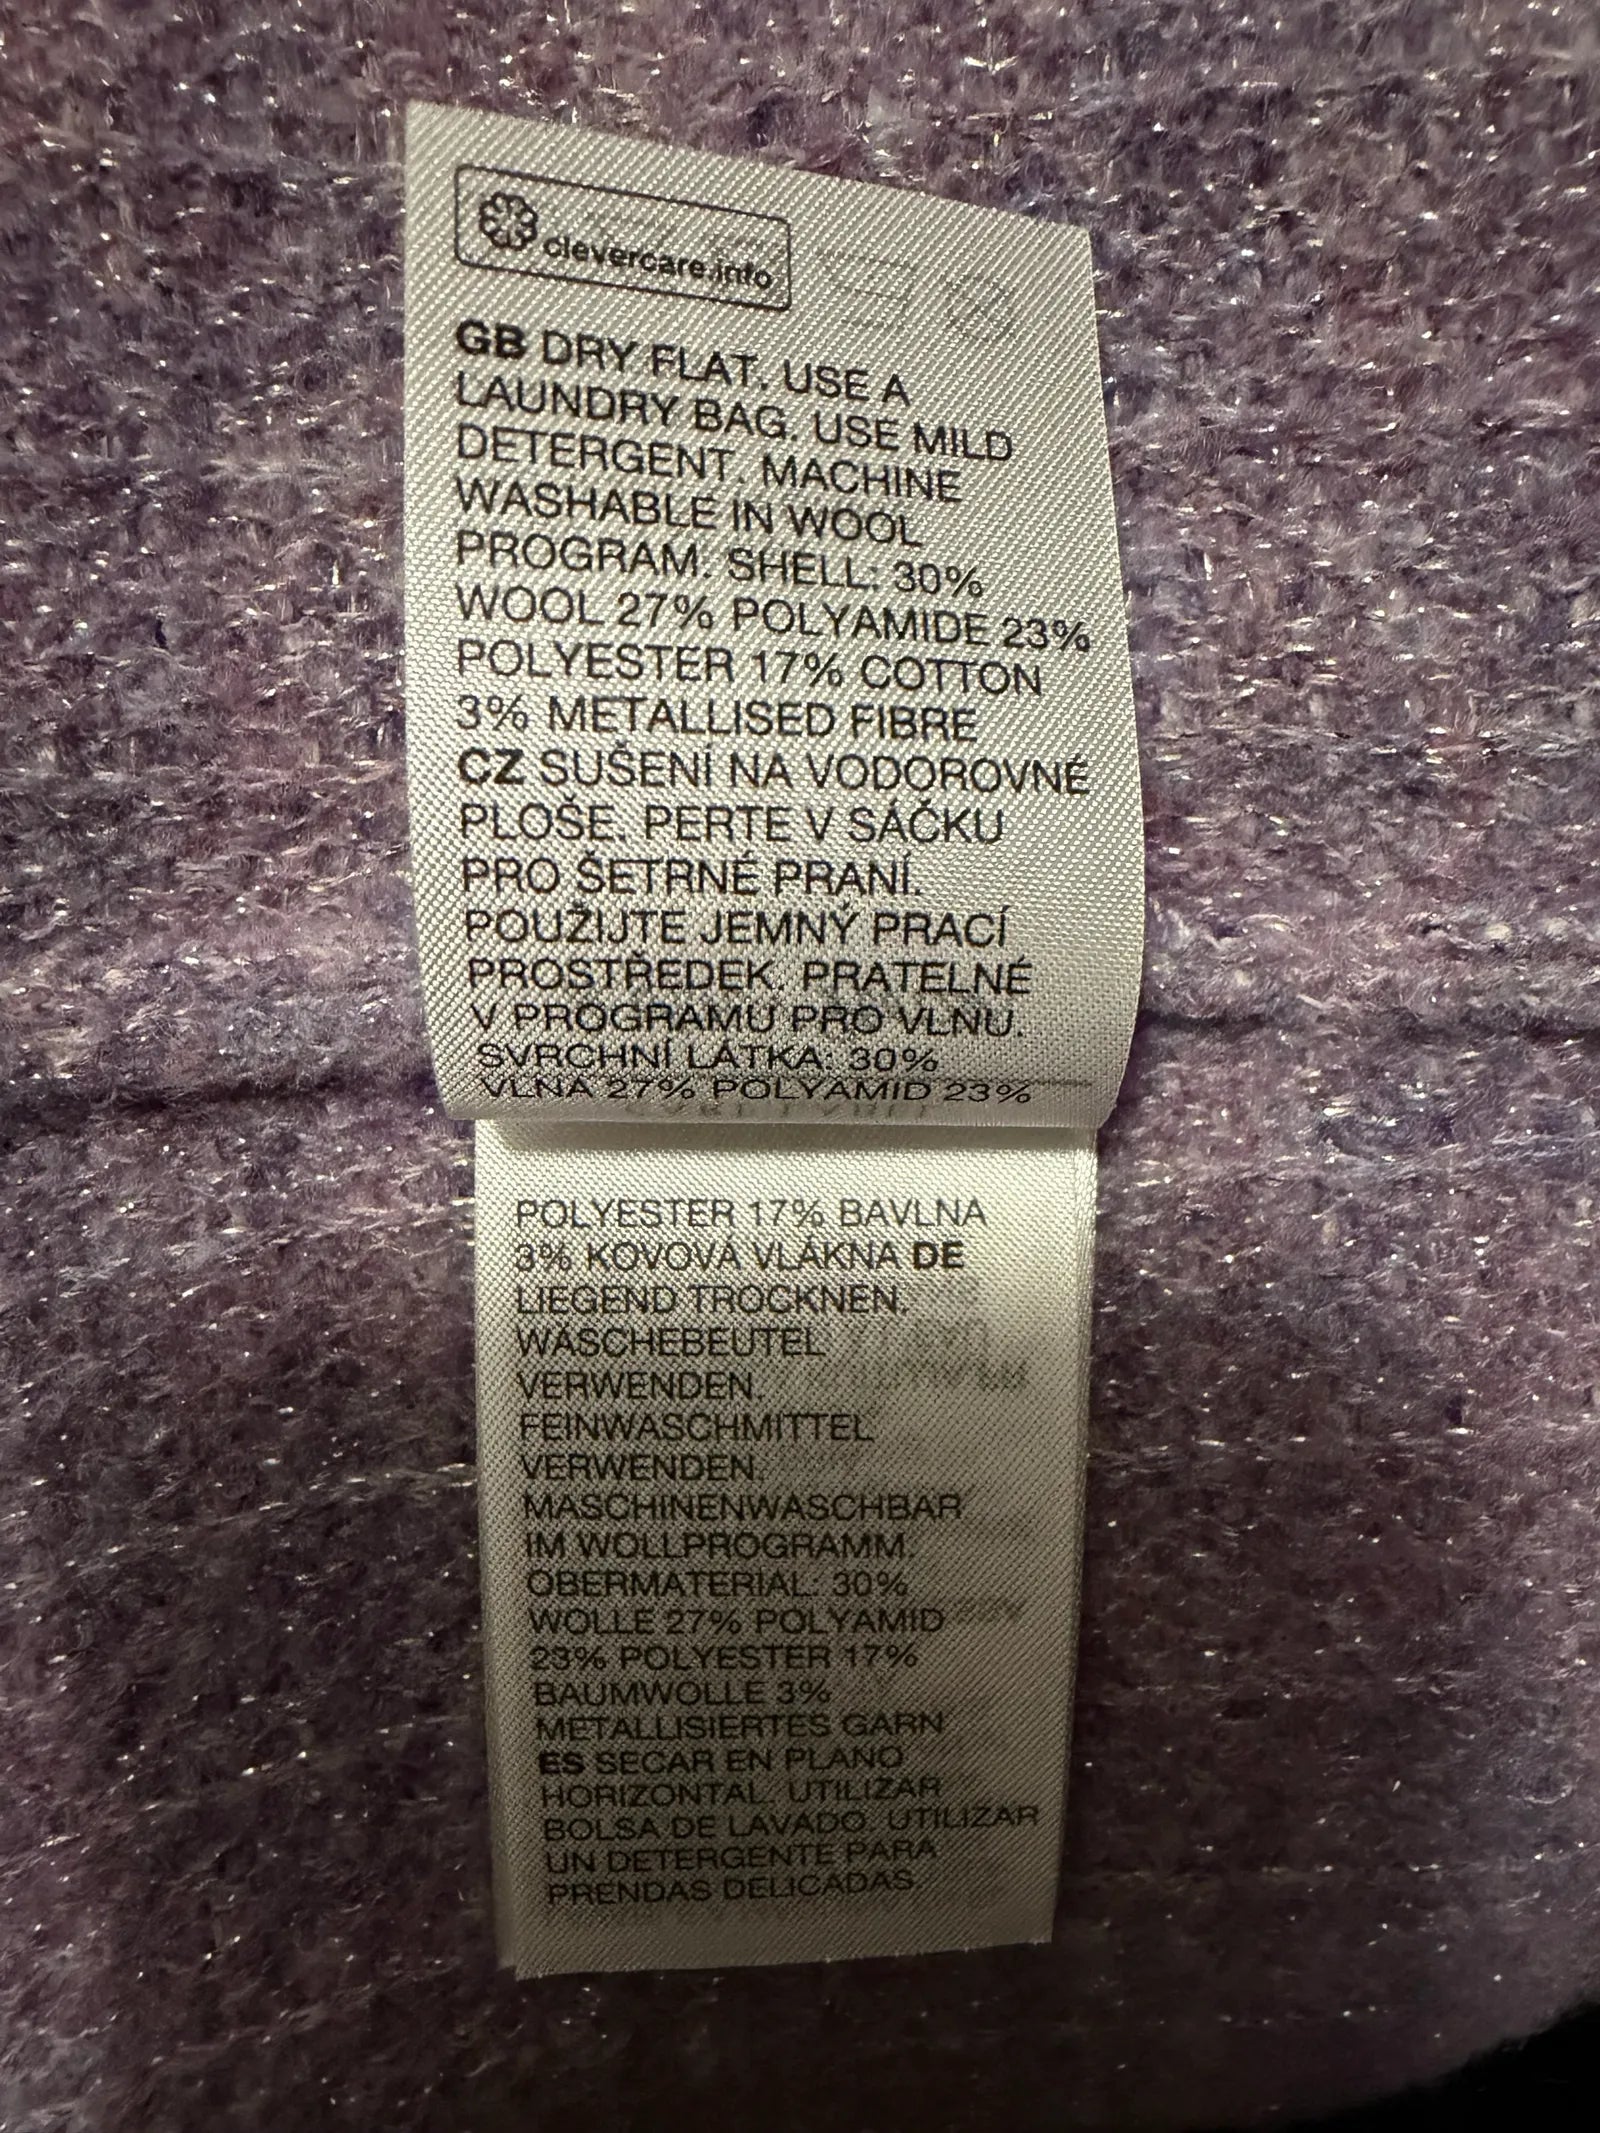 clevercare.info
GB DRY FLAT. USE A
LAUNDRY BAG. USE MILD
DETERGENT. MACHINE
WASHABLE IN WOOL
PROGRAM. SHELL: 30%
WOOL 27% POLYAMIDE 23%
POLYESTER 17% COTTON
3% METALLISED FIBRE
CZ SUŠENÍ NA VODOROVNÉ
PLOŠE. PERTE V SÁČKU
PRO ŠETRNÉ PRANÍ.
POUŽIJTE JEMNÝ PRACÍ
PROSTŘEDEK. PRATELNÉ
V PROGRAMU PRO VLNU.
SVRCHNÍ LÁTKA: 30%
VLNA 27% POLYAMID 23%
POLYESTER 17% BAVLNA
3% KOVOVÁ VLÁKNA DE
LIEGEND TROCKNEN.
WÄSCHEBEUTEL
VERWENDEN.
FEINWASCHMITTEL
VERWENDEN.
MASCHINENWASCHBAR
IM WOLLPROGRAMM.
OBERMATERIAL: 30%
WOLLE 27% POLYAMID
23% POLYESTER 17%
BAUMWOLLE 3%
METALLISIERTES GARN
ES SECAR EN PLANO
HORIZONTAL. UTILIZAR
BOLSA DE LAVADO. UTILIZAR
UN DETERGENTE PARA
PRENDAS DELICADAS.